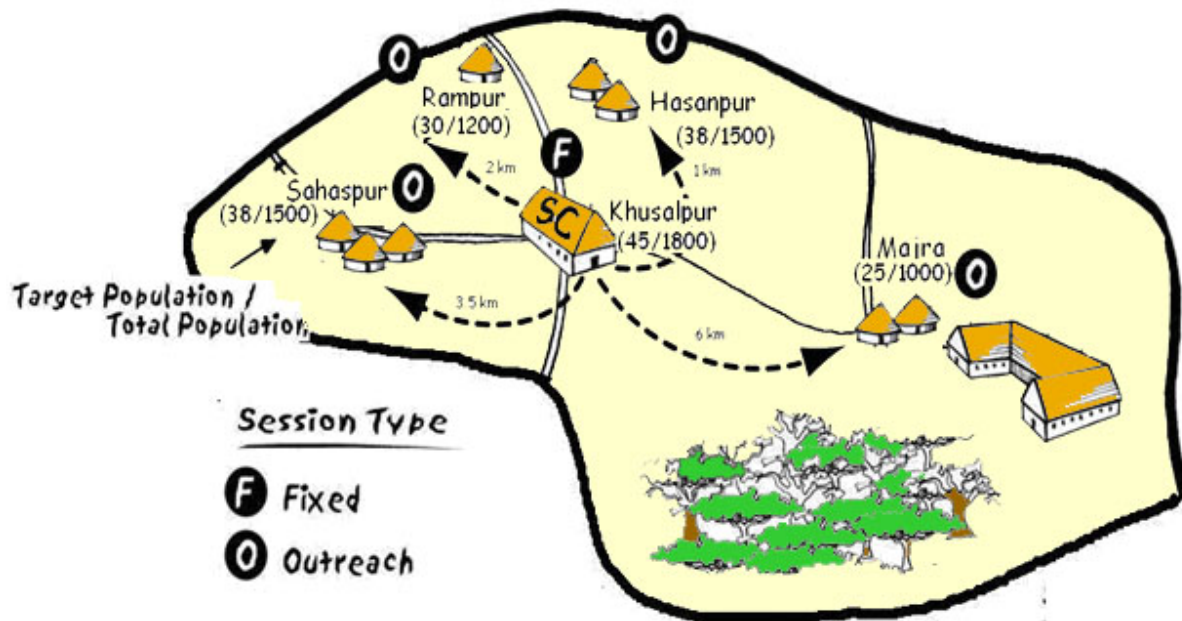 O
O
Rampur
(30/1200)
Hasanpur
(38/1500)
F
2 km
1 km
Sahaspur
O
(38/1500)
SC
Khusalpur
(45/1800)
Majra
(25/1000)
O
Target Population /
Total Population
3.5 km
6 km
Session Type
F Fixed
O Outreach